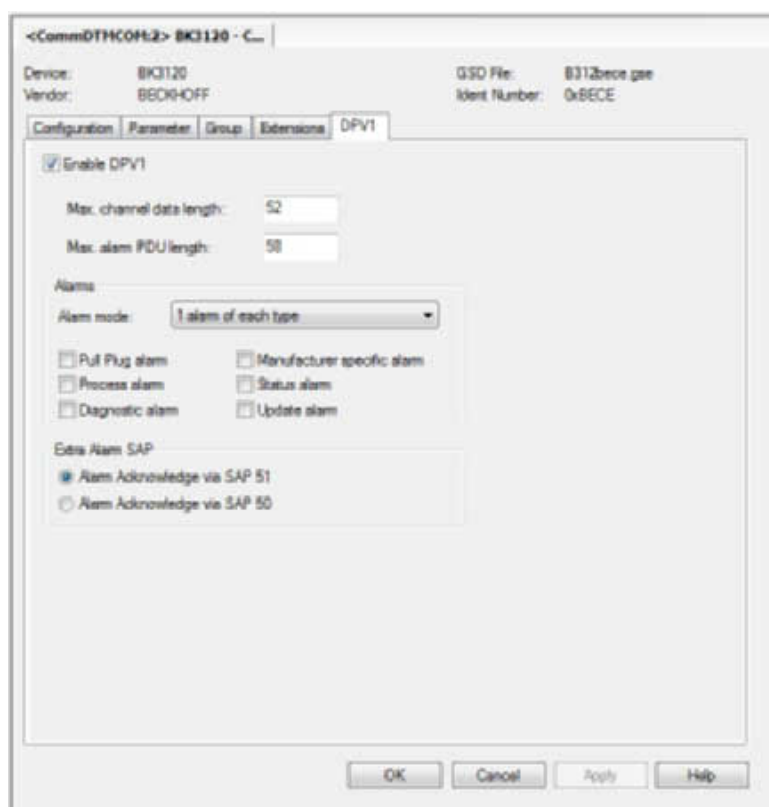 <CommDTMCOM:2> BK3120 - C...
Device: BK3120 GSD File: B312bece.gse
Vendor: BECKHOFF Ident Number: 0xBECE
Configuration Parameter Group Extensions DPV1
Enable DPV1
Max. channel data length: 52
Max. alarm PDU length: 58
Alarms
Alarm mode: 1 alarm of each type
Pull Plug alarm Manufacturer specific alarm
Process alarm Status alarm
Diagnostic alarm Update alarm
Extra Alarm SAP
Alarm Acknowledge via SAP 51
Alarm Acknowledge via SAP 50
OK Cancel Apply Help